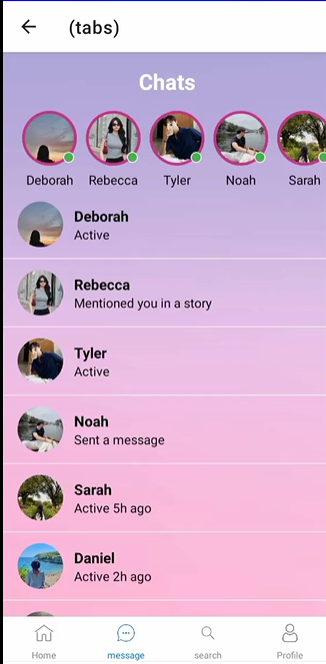 (tabs)
Chats
Deborah Rebecca Tyler Noah Sarah
Deborah
Active
Rebecca
Mentioned you in a story
Tyler
Active
Noah
Sent a message
Sarah
Active 5h ago
Daniel
Active 2h ago
Home message search Profile